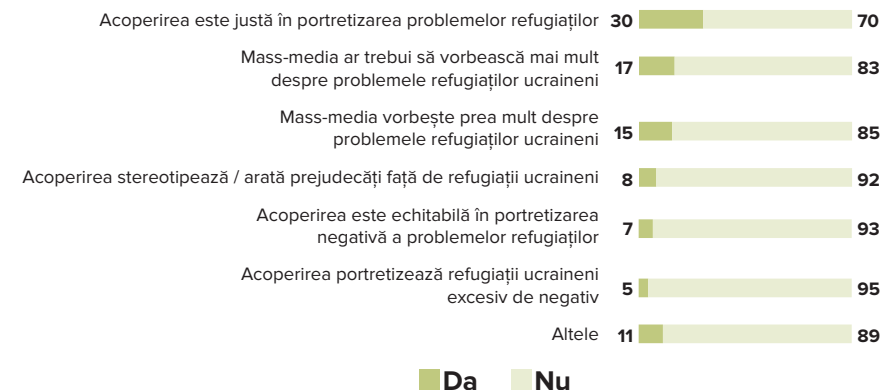 Acoperirea este justă în portretizarea problemelor refugiaților 30 70
Mass-media ar trebui să vorbească mai mult
despre problemele refugiaților ucraineni 17 83
Mass-media vorbește prea mult despre
problemele refugiaților ucraineni 15 85
Acoperirea stereotipează / arată prejudecăți față de refugiații ucraineni 8 92
Acoperirea este echitabilă în portretizarea
negativă a problemelor refugiaților 7 93
Acoperirea portretizează refugiații ucraineni
excesiv de negativ 5 95
Altele 11 89
Da Nu